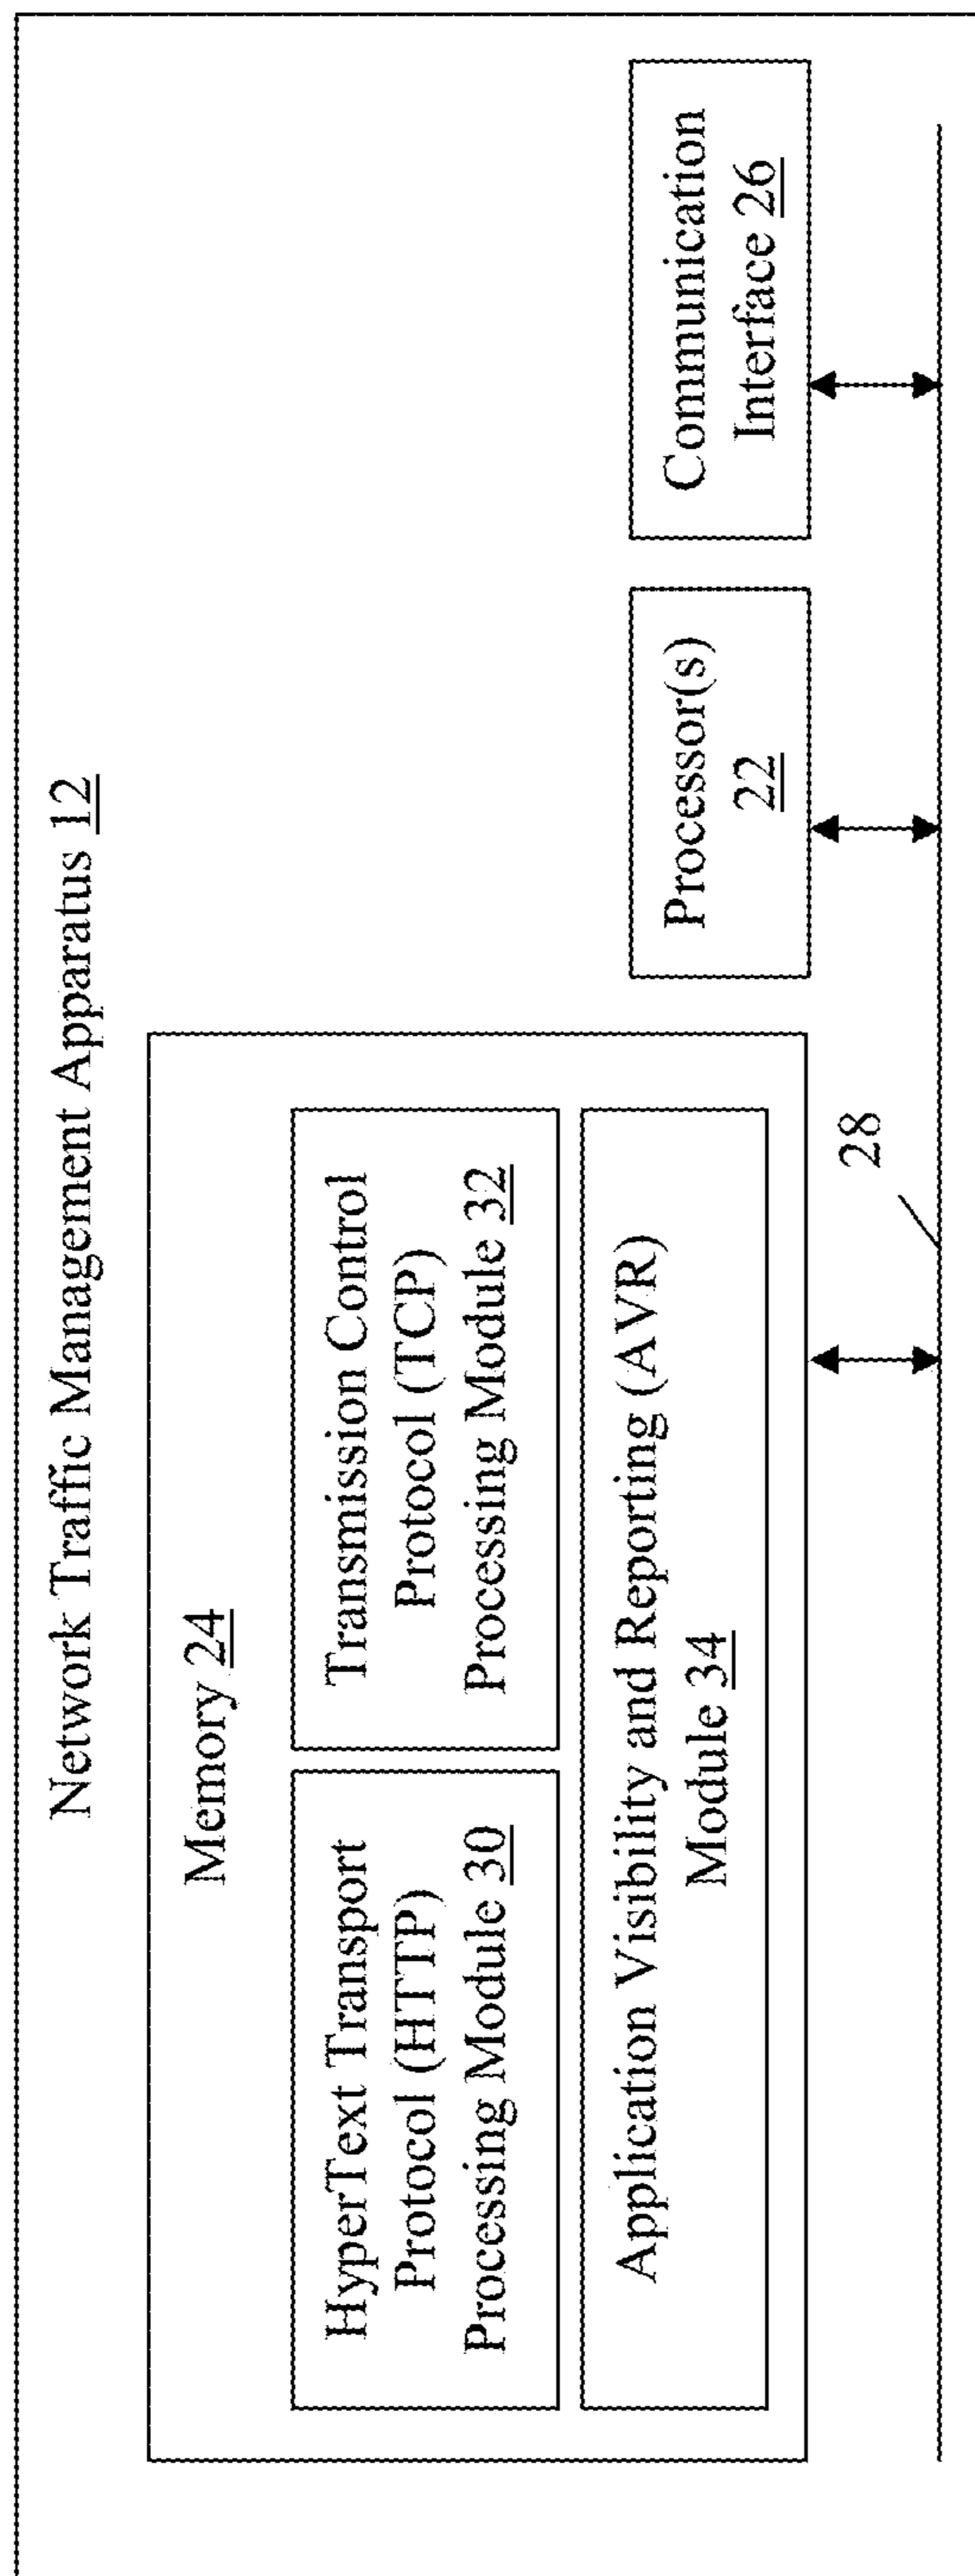 Network Traffic Management Apparatus 12
Memory 24
HyperText Transport
Protocol (HTTP)
Processing Module 30
Transmission Control
Protocol (TCP)
Processing Module 32
Application Visibility and Reporting (AVR)
Module 34
Processor(s)
22
Communication
Interface 26
28